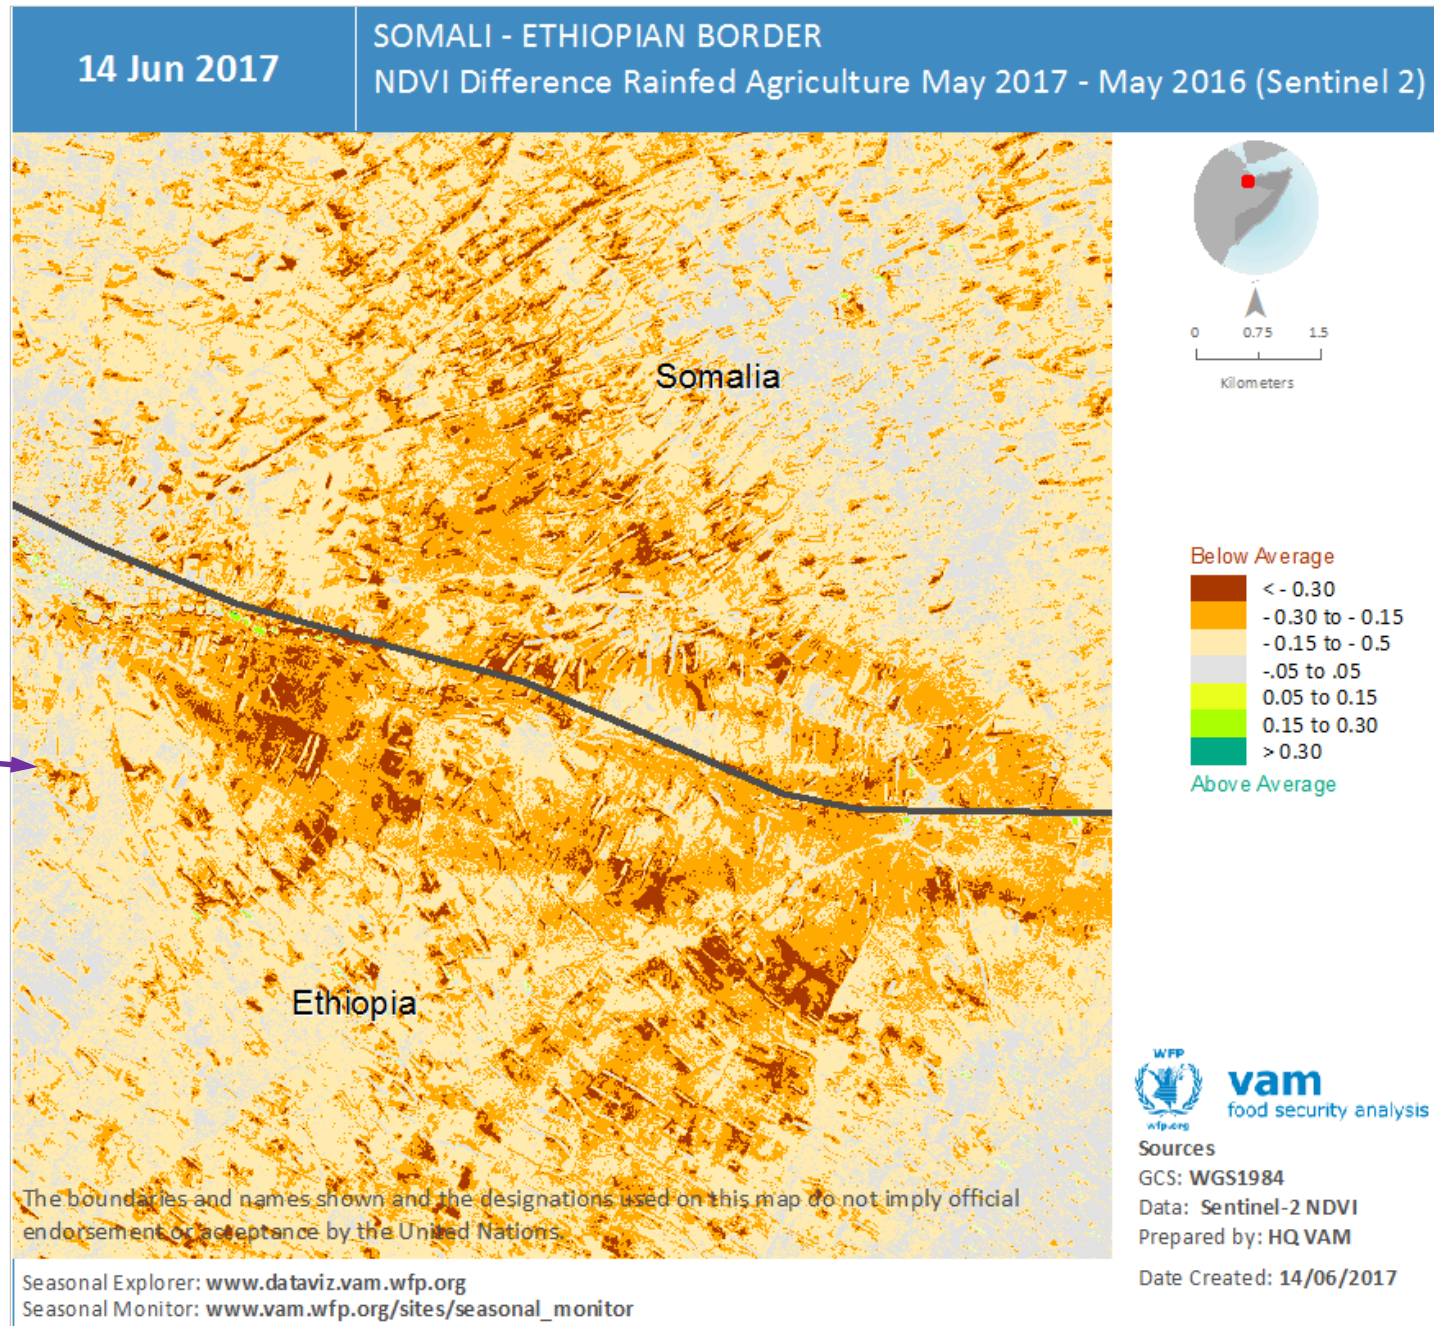 14 Jun 2017
SOMALI - ETHIOPIAN BORDER
NDVI Difference Rainfed Agriculture May 2017 - May 2016 (Sentinel 2)
0 0.75 1.5
Kilometers
Somalia
Ethiopia
Below Average
< - 0.30
- 0.30 to - 0.15
- 0.15 to - 0.5
-.05 to .05
0.05 to 0.15
0.15 to 0.30
> 0.30
Above Average
WFP
wfp.org
vam
food security analysis
Sources
GCS: WGS1984
Data: Sentinel-2 NDVI
Prepared by: HQ VAM
Date Created: 14/06/2017
The boundaries and names shown and the designations used on this map do not imply official
endorsement or acceptance by the United Nations.
Seasonal Explorer: www.dataviz.vam.wfp.org
Seasonal Monitor: www.vam.wfp.org/sites/seasonal_monitor